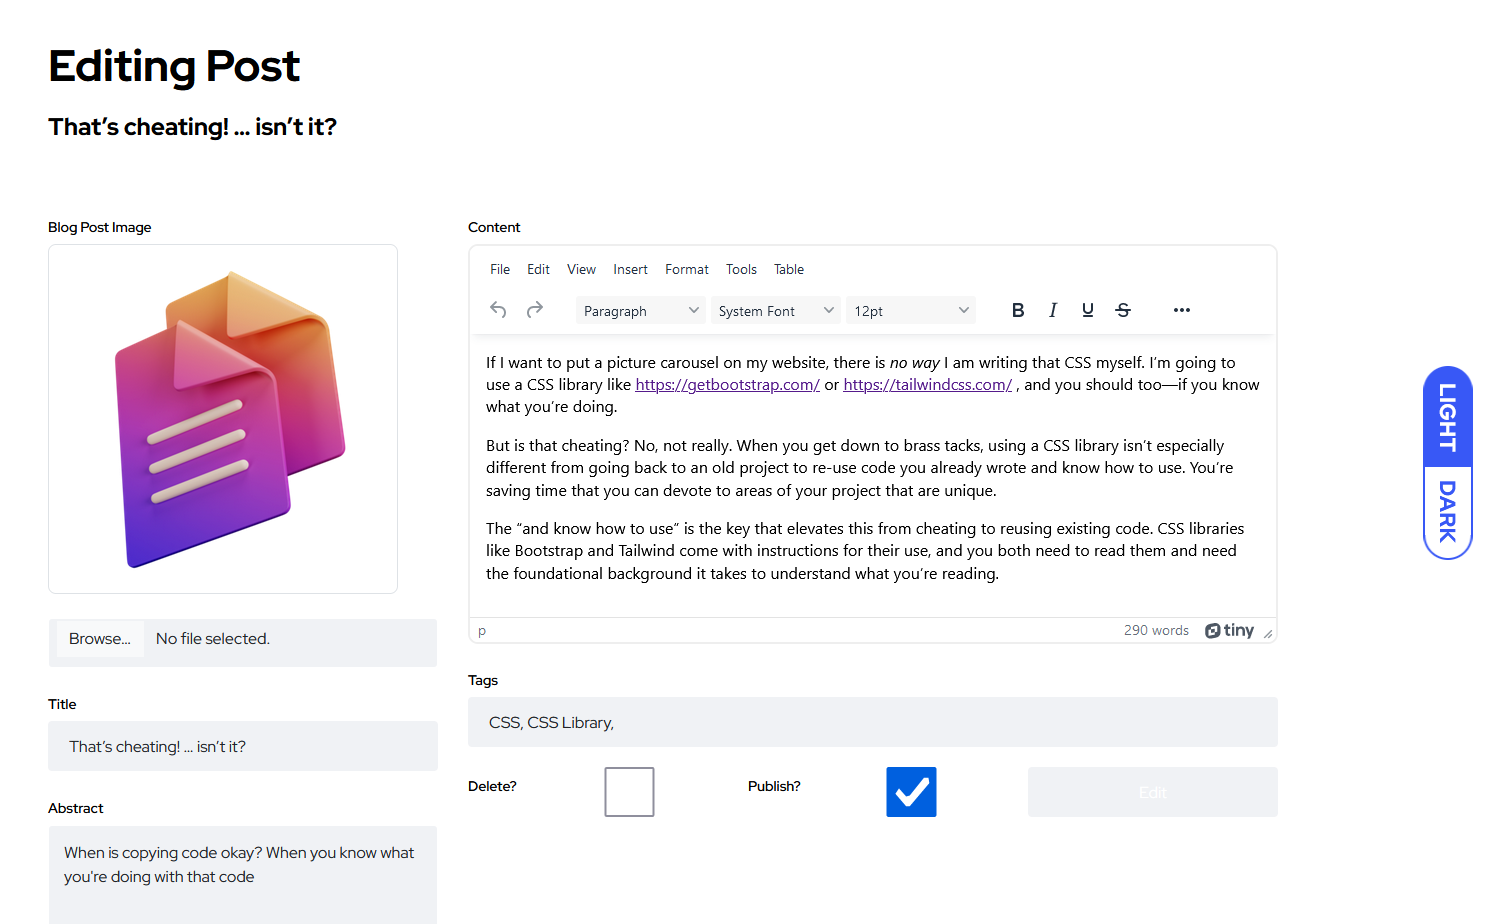 Editing Post
That’s cheating! ... isn’t it?
Blog Post Image
Browse...
No file selected.
Title
That’s cheating! ... isn’t it?
Abstract
When is copying code okay? When you know what
you're doing with that code
Content
File Edit View Insert Format Tools Table
Paragraph System Font 12pt B I U S ...
If I want to put a picture carousel on my website, there is no way I am writing that CSS myself. I’m going to
use a CSS library like https://getbootstrap.com/ or https://tailwindcss.com/ , and you should too—if you know
what you’re doing.
But is that cheating? No, not really. When you get down to brass tacks, using a CSS library isn’t especially
different from going back to an old project to re-use code you already wrote and know how to use. You’re
saving time that you can devote to areas of your project that are unique.
The “and know how to use” is the key that elevates this from cheating to reusing existing code. CSS libraries
like Bootstrap and Tailwind come with instructions for their use, and you both need to read them and need
the foundational background it takes to understand what you’re reading.
p
290 words tiny
Tags
CSS, CSS Library,
Delete?
Publish?
Edit
LIGHT
DARK